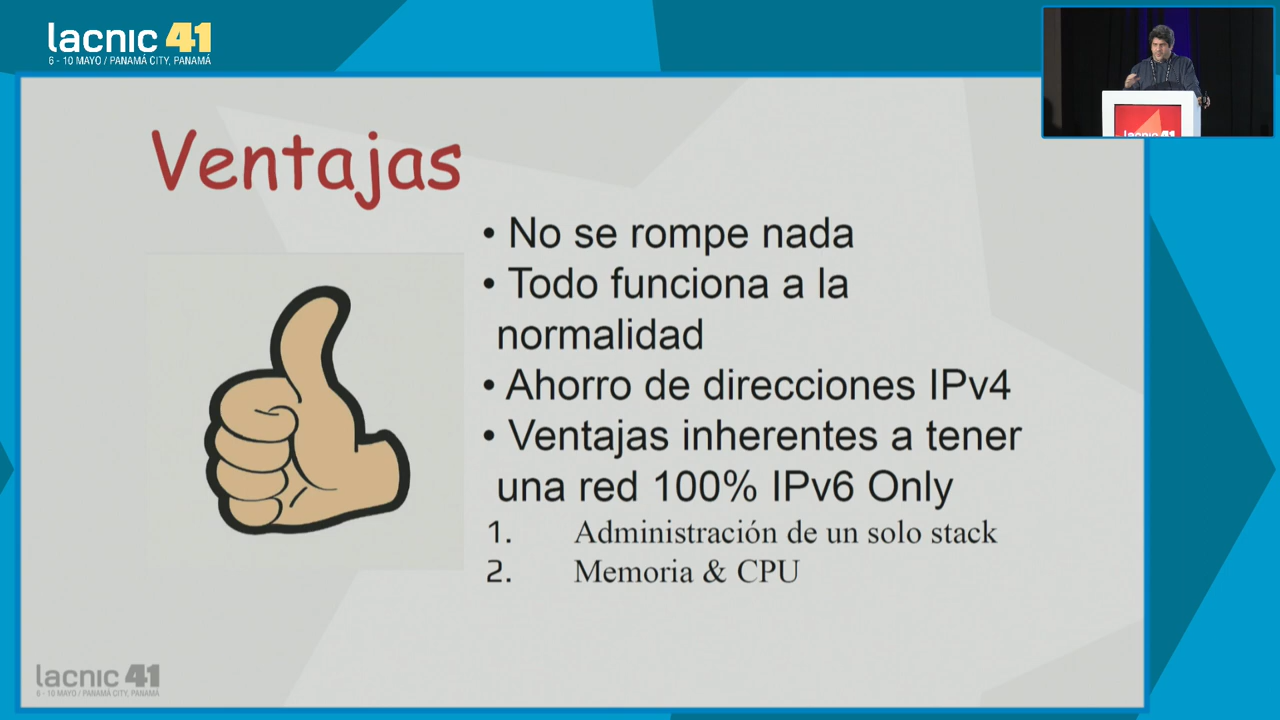 lacnic 41
6 - 10 MAYO / PANAMÁ CITY, PANAMÁ
lacnic 41
Ventajas
• No se rompe nada
• Todo funciona a la
normalidad
• Ahorro de direcciones IPv4
• Ventajas inherentes a tener
una red 100% IPv6 Only
1. Administración de un solo stack
2. Memoria & CPU
lacnic 41
6 - 10 MAYO / PANAMÁ CITY, PANAMÁ